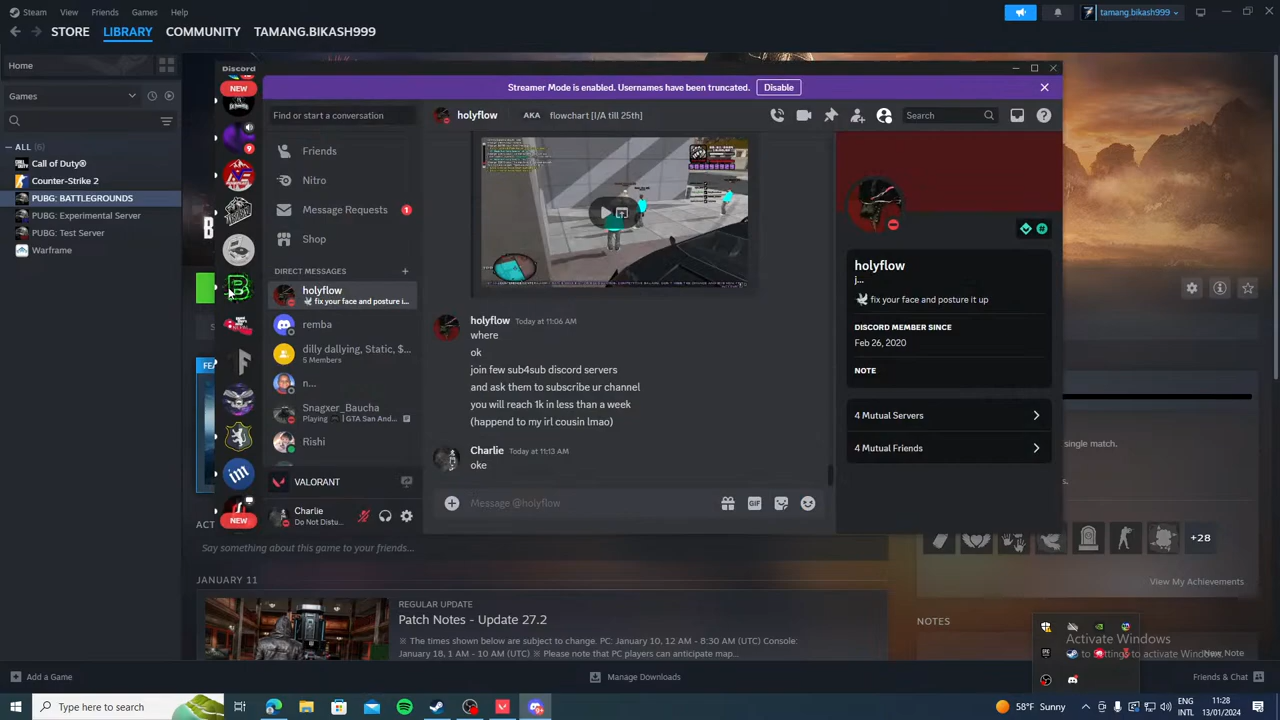 Steam View Friends Games Help
tamang.bikash999
STORE LIBRARY COMMUNITY TAMANG.BIKASH999
Home
Games
ALL (6)
Call of Duty®
Counter-Strike 2
PUBG: BATTLEGROUNDS
PUBG: Experimental Server
PUBG: Test Server
Warframe
Discord
NEW
9
NEW
Streamer Mode is enabled. Usernames have been truncated. Disable
Find or start a conversation
Friends
Nitro
Message Requests 1
Shop
DIRECT MESSAGES
holyflow
fix your face and posture i...
remba
dilly dallying, Static, $...
5 Members
n...
Snagxer_Baucha
Playing GTA San And...
Rishi
VALORANT
Charlie
Do Not Distu...
holyflow AKA flowchart [I/A till 25th]
Search
holyflow Today at 11:06 AM
where
ok
join few sub4sub discord servers
and ask them to subscribe ur channel
you will reach 1k in less than a week
(happend to my irl cousin lmao)
Charlie Today at 11:13 AM
oke
Message @holyflow
GIF
holyflow
j...
fix your face and posture it up
DISCORD MEMBER SINCE
Feb 26, 2020
NOTE
4 Mutual Servers
4 Mutual Friends
single match.
+28
View My Achievements
Say something about this game to your friends...
JANUARY 11
REGULAR UPDATE
Patch Notes - Update 27.2
※ The times shown below are subject to change. PC: January 10, 12 AM - 8:30 AM (UTC) Console:
January 18, 1 AM - 10 AM (UTC) ※ Please note that PC players can anticipate map...
NOTES
Activate Windows
to Settings to activate Windows.
New Note
Add a Game
Manage Downloads
Friends & Chat
Type here to search
58°F Sunny
ENG
INTL
11:28
13/01/2024